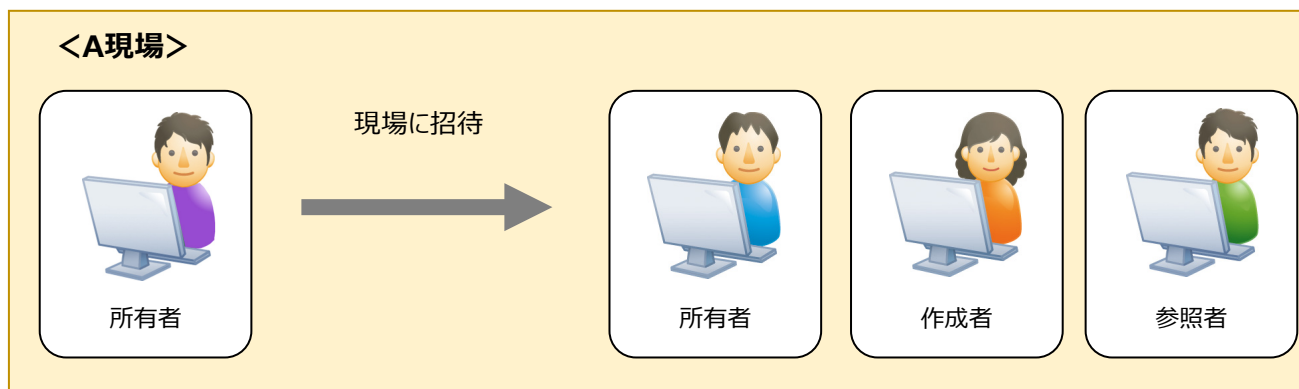 ＜A現場＞
現場に招待
所有者
所有者
作成者
参照者